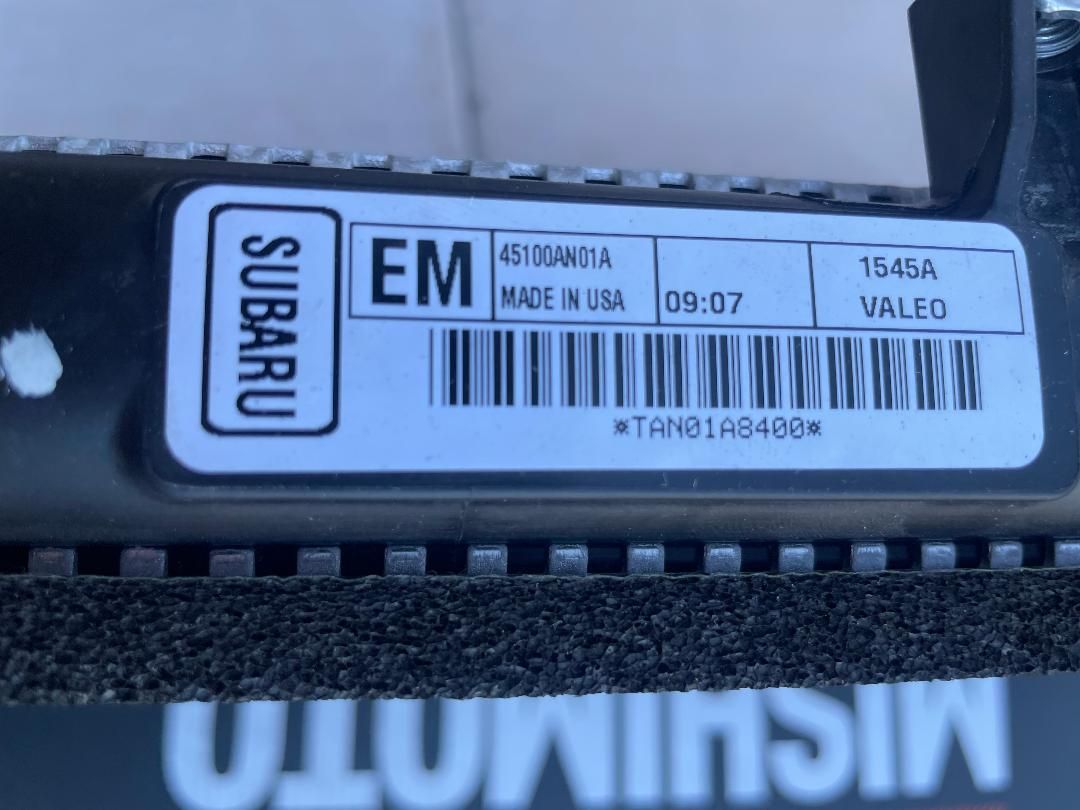 SUBARU
EM
45100AN01A
MADE IN USA
09:07
1545A
VALEO
*TAN01A8400*
MISHIMOTO